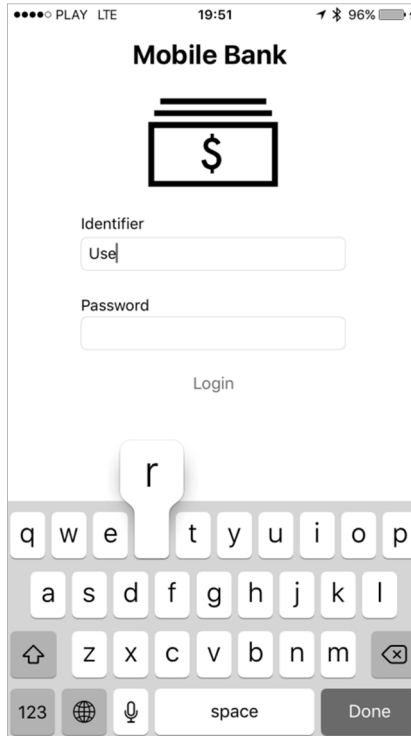 PLAY LTE 19:51 96%
Mobile Bank
$
Identifier
Use
Password
Login
r
q w e t y u i o p
a s d f g h j k l
z x c v b n m
123 space Done